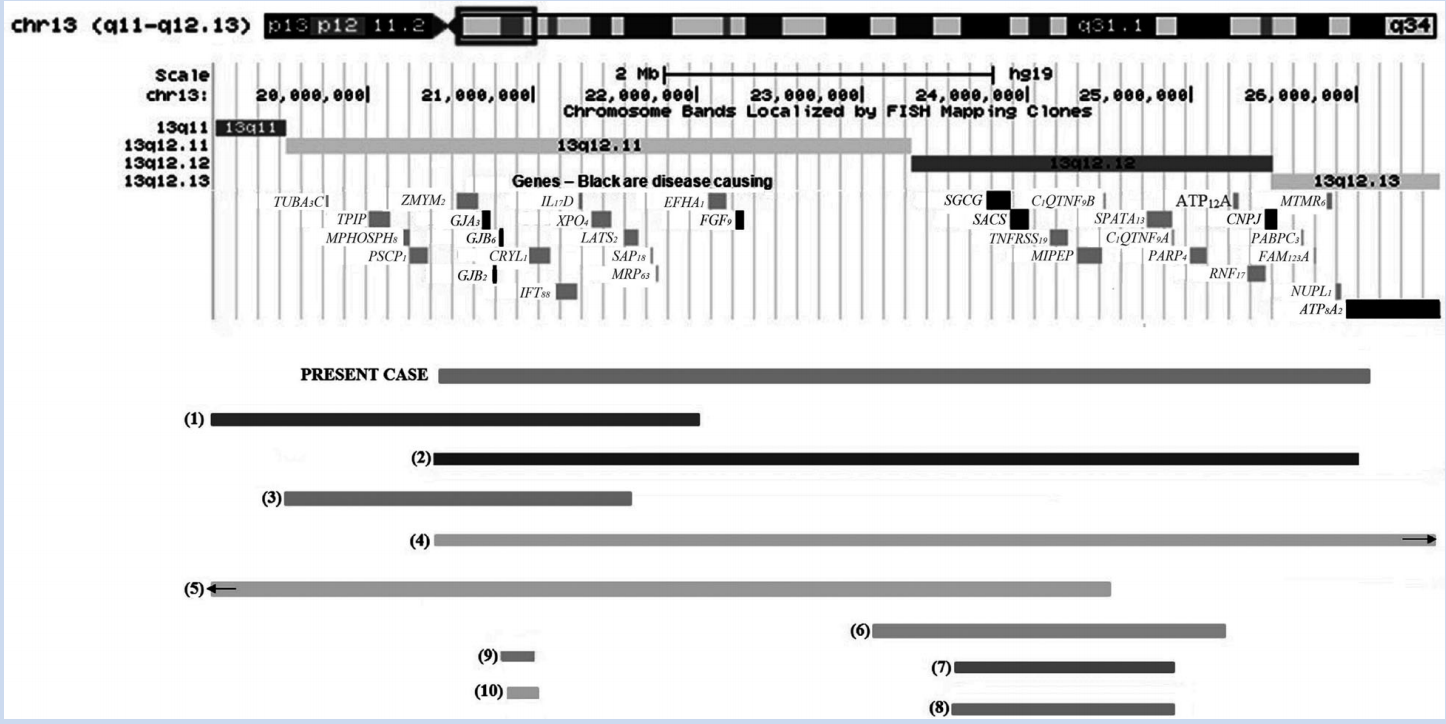 chr13 (q11-q12.13) p13 p12 11.2 q31.1 q34
Scale 2 Mb hg19
chr13: 20,000,000 21,000,000 22,000,000 23,000,000 24,000,000 25,000,000 26,000,000
Chromosome Bands Localized by FISH Mapping Clones
13q11 13q11
13q12.11 13q12.11
13q12.12 13q12.12
13q12.13 13q12.13
Genes – Black are disease causing
TUBA3C ZMYM2 IL17D EFHA1 SGCG C1QTNF9B ATP12A MTMR6
TPIP GJA3 XPO4 FGF9 SACS SPATA13 CNPJ
MPHOSPH8 GJB6 LATS2 TNFRSS19 C1QTNF9A PABPC3
PSCP1 CRYL1 SAP18 MIPEP PARP4 FAM123A
GJB2 MRP63 RNF17
IFT88 NUPL1
ATP8A2
PRESENT CASE
(1)
(2)
(3)
(4)
(5)
(6)
(9)
(7)
(10)
(8)